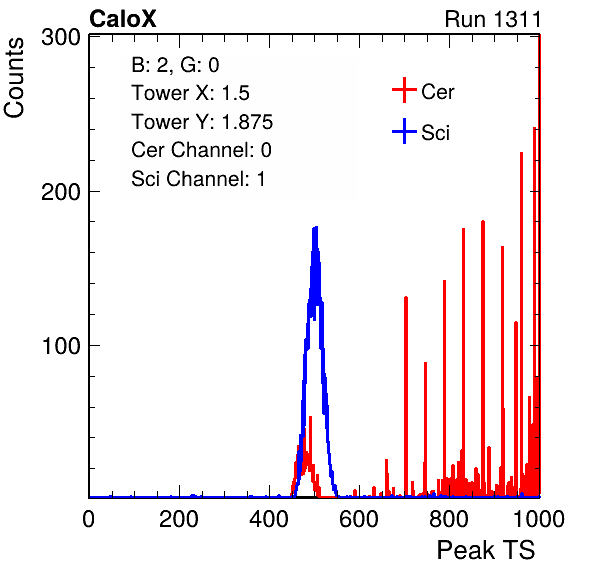 CaloX Run 1311
B: 2, G: 0
Tower X: 1.5
Tower Y: 1.875
Cer Channel: 0
Sci Channel: 1
Cer
Sci
Counts
300
200
100
0 200 400 600 800 1000
Peak TS